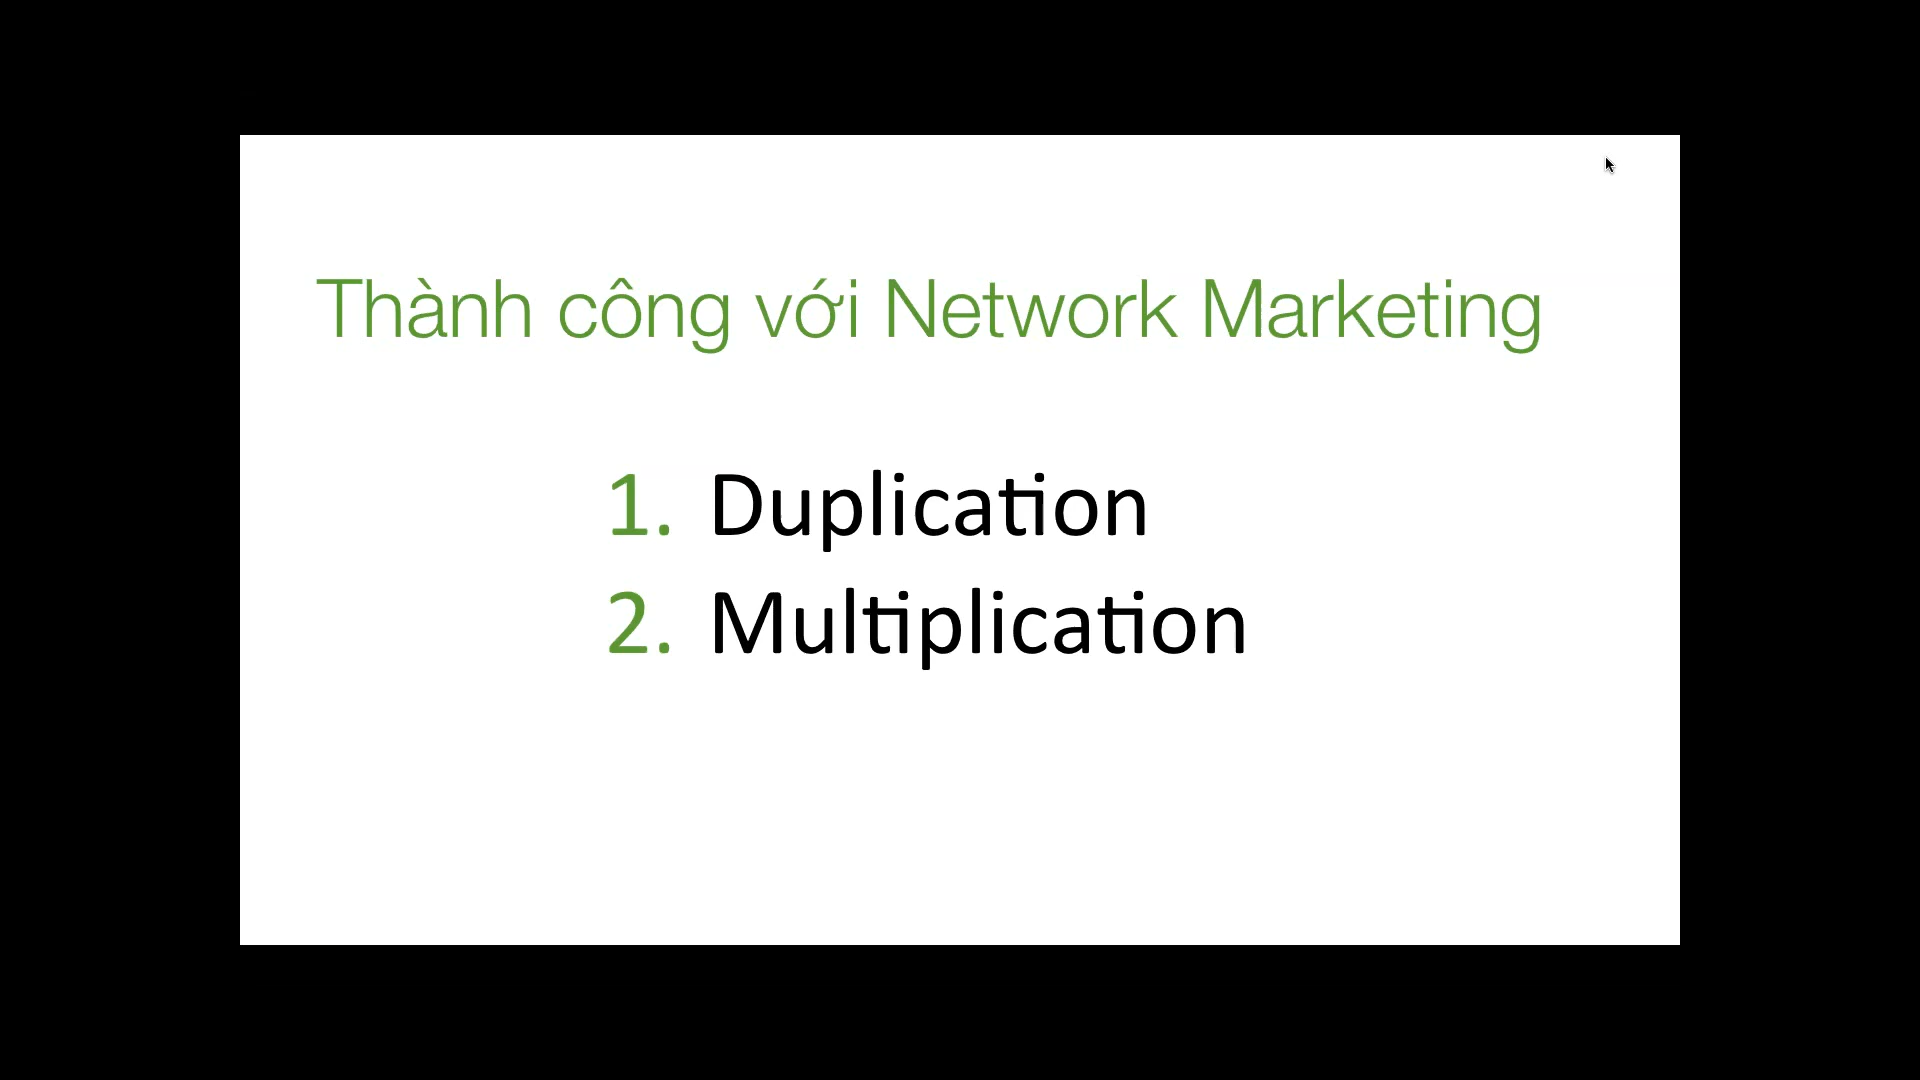 Thành công với Network Marketing
1. Duplication
2. Multiplication